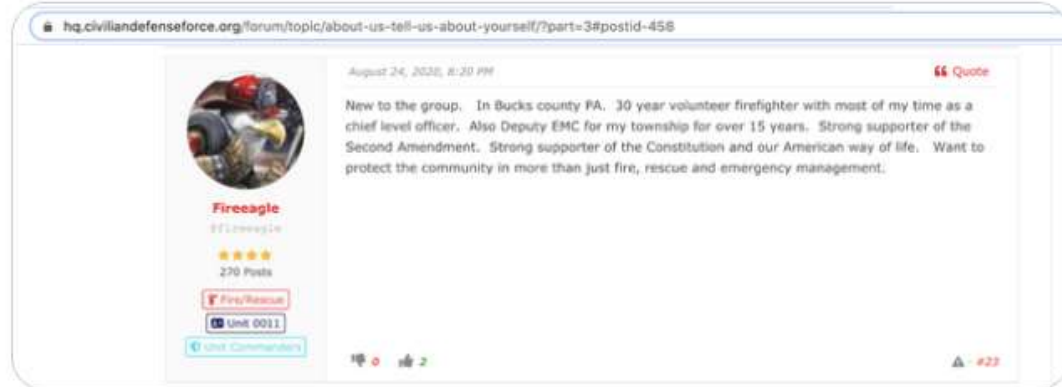 hq.civiliandefenseforce.org/forum/topic/about-us-tell-us-about-yourself/?part=3#postid-458
August 24, 2020, 8:20 PM
Quote
New to the group. In Bucks county PA. 30 year volunteer firefighter with most of my time as a
chief level officer. Also Deputy EMC for my township for over 15 years. Strong supporter of the
Second Amendment. Strong supporter of the Constitution and our American way of life. Want to
protect the community in more than just fire, rescue and emergency management.
Fireeagle
@fireeagle
270 Posts
Fire/Rescue
Unit 0011
Unit Commanders
0 2
#23